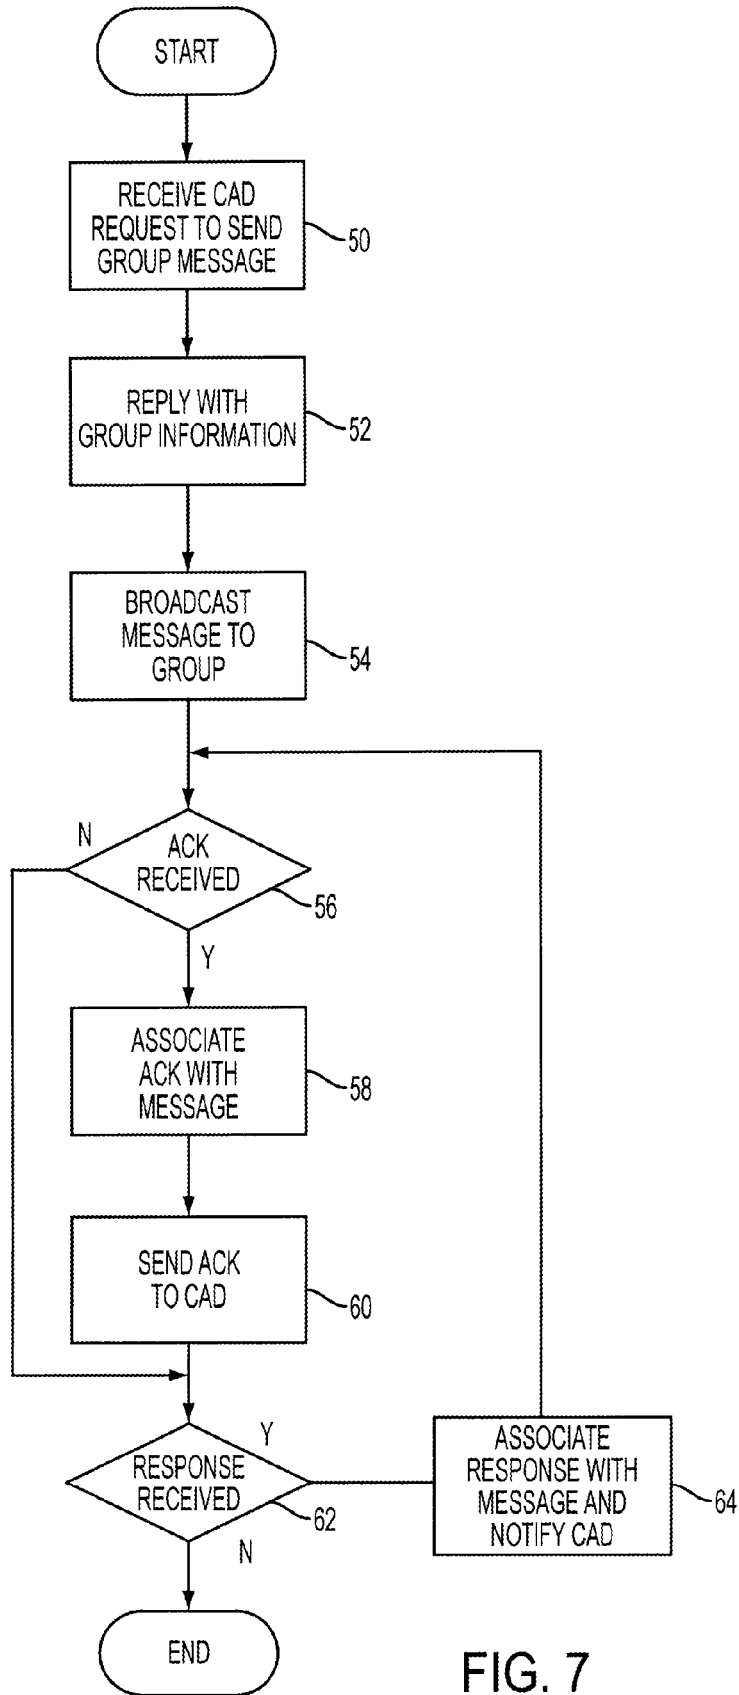 START
RECEIVE CAD
REQUEST TO SEND
GROUP MESSAGE
50
REPLY WITH
GROUP INFORMATION
52
BROADCAST
MESSAGE TO
GROUP
54
N
ACK
RECEIVED
56
Y
ASSOCIATE
ACK WITH
MESSAGE
58
SEND ACK
TO CAD
60
Y
RESPONSE
RECEIVED
62
N
ASSOCIATE
RESPONSE WITH
MESSAGE AND
NOTIFY CAD
64
END
FIG. 7